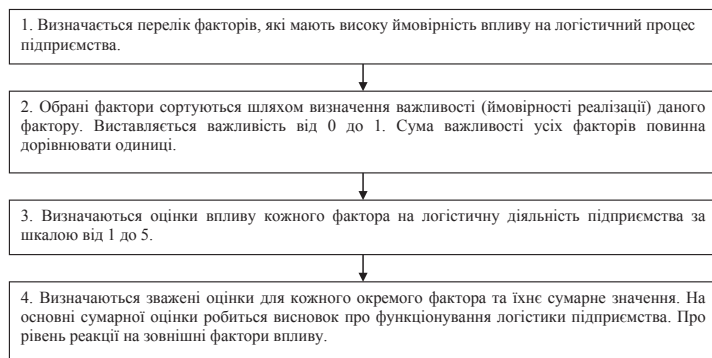 1. Визначається перелік факторів, які мають високу ймовірність впливу на логістичний процес
підприємства.
2. Обрані фактори сортуються шляхом визначення важливості (ймовірності реалізації) даного
фактору. Виставляється важливість від 0 до 1. Сума важливості усіх факторів повинна
дорівнювати одиниці.
3. Визначаються оцінки впливу кожного фактора на логістичну діяльність підприємства за
шкалою від 1 до 5.
4. Визначаються зважені оцінки для кожного окремого фактора та їхнє сумарне значення. На
основні сумарної оцінки робиться висновок про функціонування логістики підприємства. Про
рівень реакції на зовнішні фактори впливу.